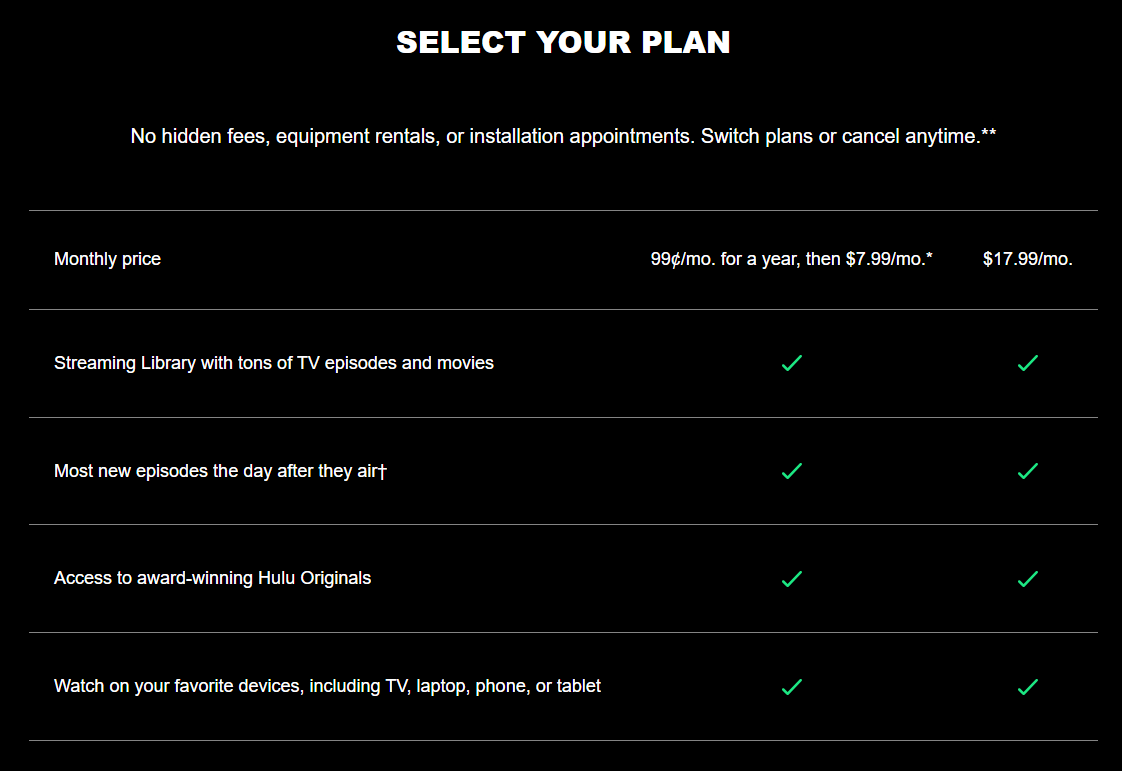 SELECT YOUR PLAN
No hidden fees, equipment rentals, or installation appointments. Switch plans or cancel anytime.**
Monthly price 99¢/mo. for a year, then $7.99/mo.* $17.99/mo.
Streaming Library with tons of TV episodes and movies
Most new episodes the day after they air†
Access to award-winning Hulu Originals
Watch on your favorite devices, including TV, laptop, phone, or tablet